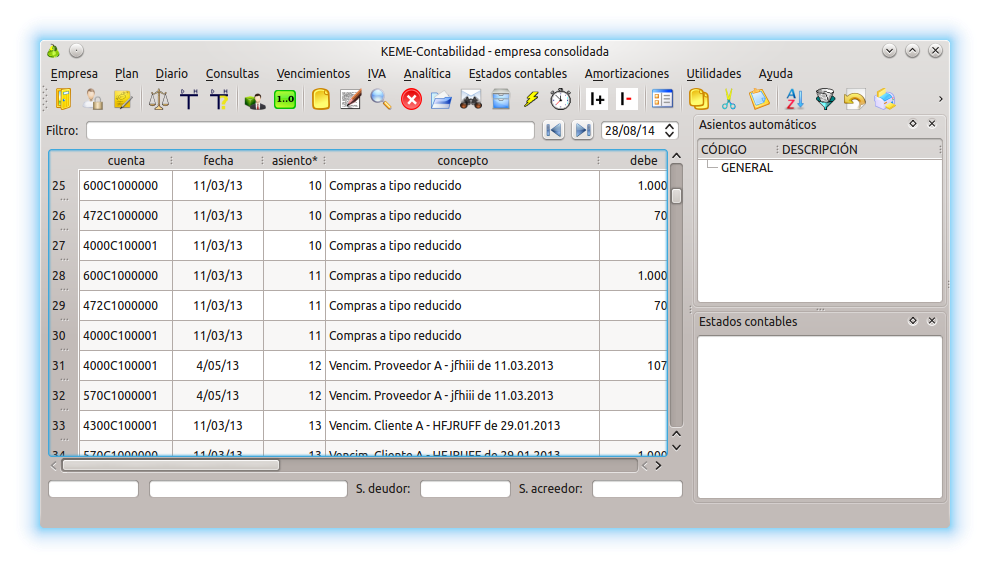 KEME-Contabilidad - empresa consolidada
Empresa Plan Diario Consultas Vencimientos IVA Analítica Estados contables Amortizaciones Utilidades Ayuda
Filtro: 28/08/14
cuenta fecha asiento* concepto debe
25 600C1000000 11/03/13 10 Compras a tipo reducido 1.000
26 472C1000000 11/03/13 10 Compras a tipo reducido 70
27 4000C100001 11/03/13 10 Compras a tipo reducido
28 600C1000000 11/03/13 11 Compras a tipo reducido 1.000
29 472C1000000 11/03/13 11 Compras a tipo reducido 70
30 4000C100001 11/03/13 11 Compras a tipo reducido
31 4000C100001 4/05/13 12 Vencim. Proveedor A - jfhiii de 11.03.2013 107
32 570C1000000 4/05/13 12 Vencim. Proveedor A - jfhiii de 11.03.2013
33 4300C100001 11/03/13 13 Vencim. Cliente A - HFJRUFF de 29.01.2013
34 570C1000000 11/03/13 13 Vencim. Cliente A - HFJRUFF de 29.01.2013 1.000
S. deudor: S. acreedor:
Asientos automáticos
CÓDIGO DESCRIPCIÓN
GENERAL
Estados contables